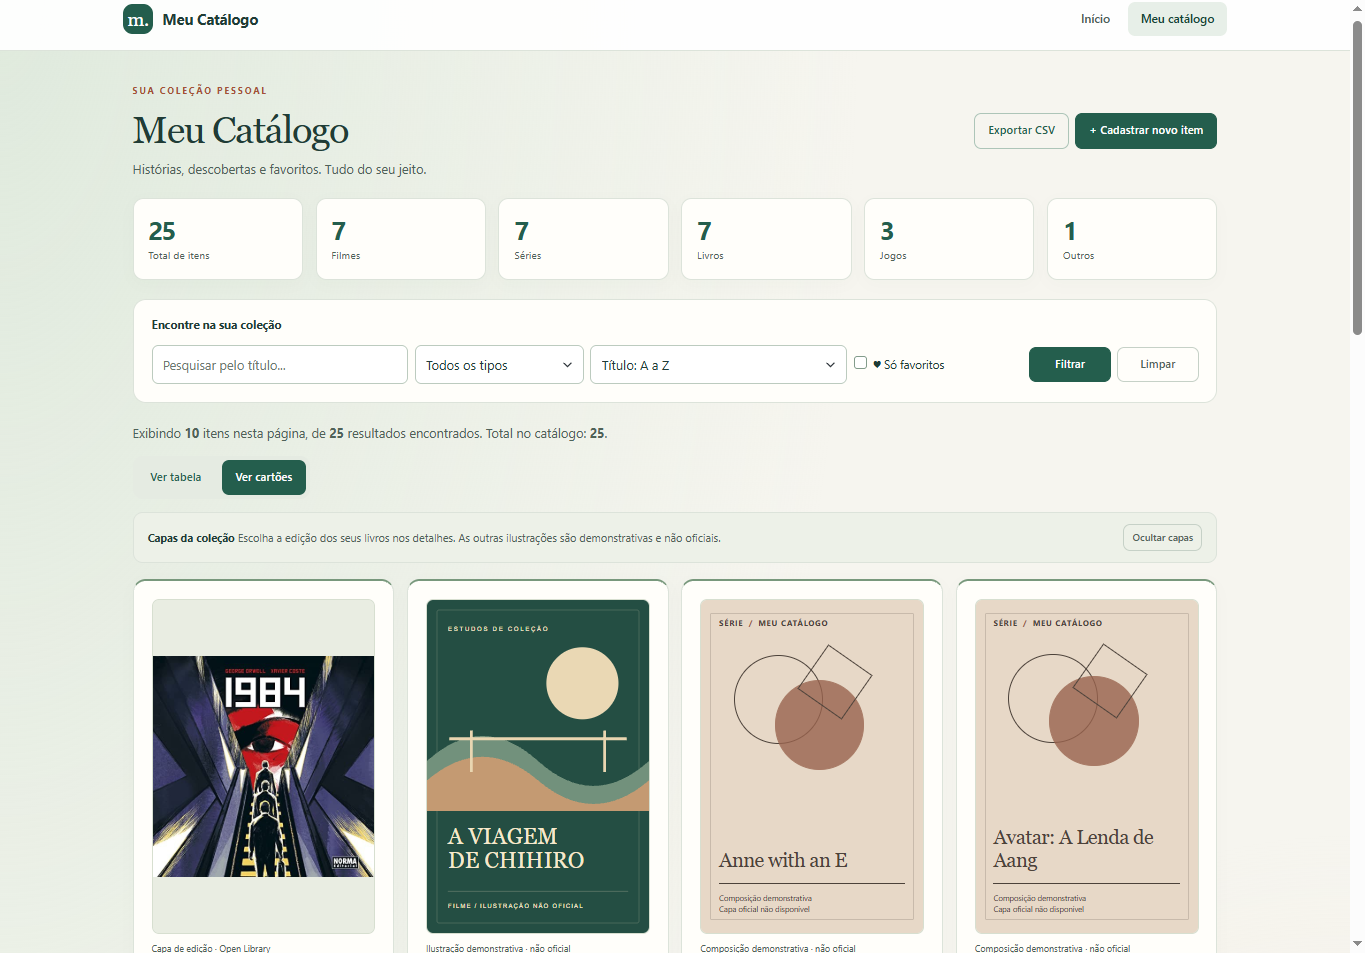 m. Meu Catálogo
Início
Meu catálogo
SUA COLEÇÃO PESSOAL
Meu Catálogo
Histórias, descobertas e favoritos. Tudo do seu jeito.
Exportar CSV
+ Cadastrar novo item
25
Total de itens
7
Filmes
7
Séries
7
Livros
3
Jogos
1
Outros
Encontre na sua coleção
Pesquisar pelo título...
Todos os tipos
Título: A a Z
♥ Só favoritos
Filtrar
Limpar
Exibindo 10 itens nesta página, de 25 resultados encontrados. Total no catálogo: 25.
Ver tabela
Ver cartões
Capas da coleção Escolha a edição dos seus livros nos detalhes. As outras ilustrações são demonstrativas e não oficiais.
Ocultar capas
GEORGE ORWELL XAVIER COSTE
1984
NORMA
Editorial
Capa de edição · Open Library
ESTUDOS DE COLEÇÃO
A VIAGEM
DE CHIHIRO
FILME / ILUSTRAÇÃO NÃO OFICIAL
Ilustração demonstrativa · não oficial
SÉRIE / MEU CATÁLOGO
Anne with an E
Composição demonstrativa
Capa oficial não disponível
Composição demonstrativa · não oficial
SÉRIE / MEU CATÁLOGO
Avatar: A Lenda de
Aang
Composição demonstrativa
Capa oficial não disponível
Composição demonstrativa · não oficial